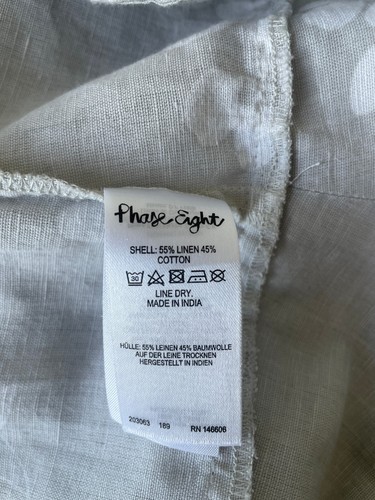 Phase Eight
SHELL: 55% LINEN 45%
COTTON
30
LINE DRY.
MADE IN INDIA
HÜLLE: 55% LEINEN 45% BAUMWOLLE
AUF DER LEINE TROCKNEN
HERGESTELLT IN INDIEN
203063 189 RN 146606